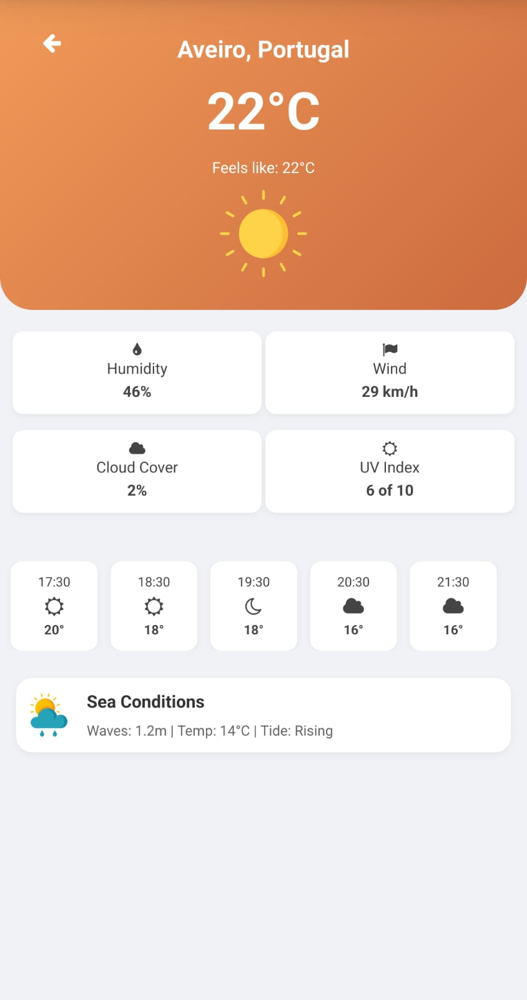 Aveiro, Portugal
22°C
Feels like: 22°C
Humidity
46%
Wind
29 km/h
Cloud Cover
2%
UV Index
6 of 10
17:30
20°
18:30
18°
19:30
18°
20:30
16°
21:30
16°
Sea Conditions
Waves: 1.2m | Temp: 14°C | Tide: Rising